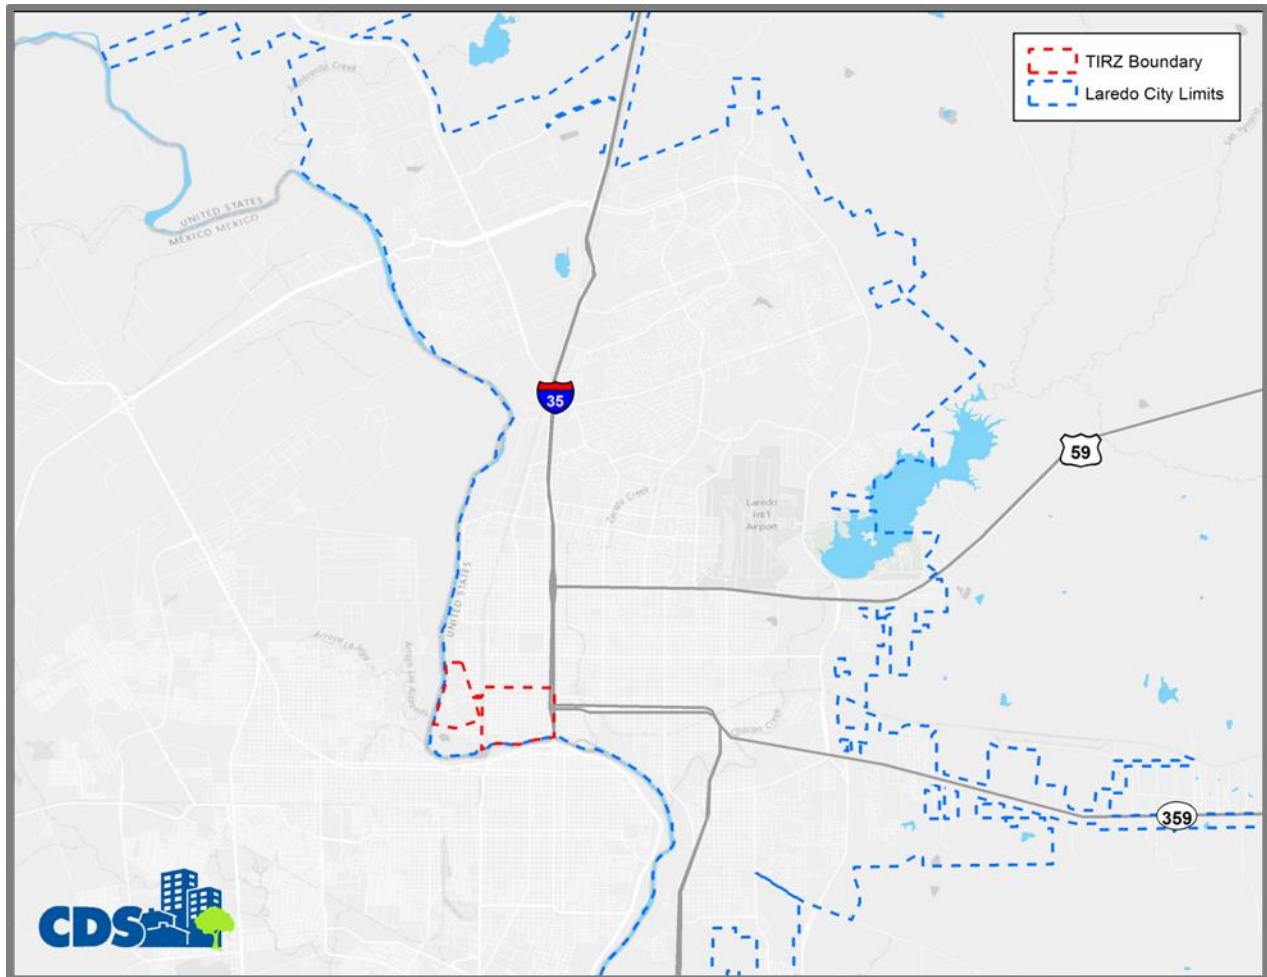 TIRZ Boundary
Laredo City Limits
UNITED STATES
MÉXICO MEXICO
35
59
Zacate Creek
Laredo
Int'l
Airport
UNITED STATES
359
CDS